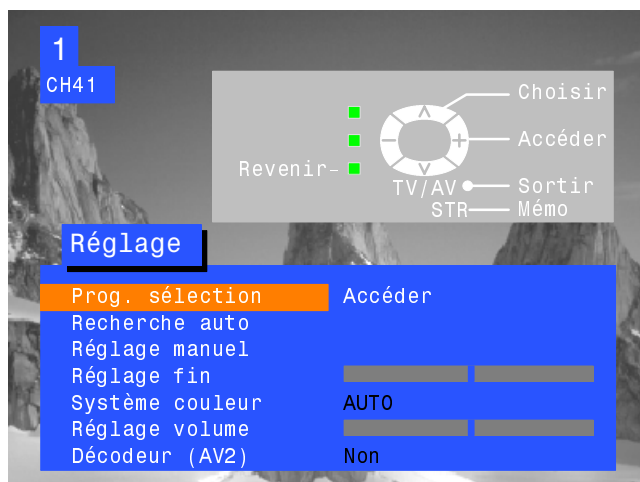 1
CH41
Choisir
Accéder
Revenir
TV/AV
Sortir
STR
Mémo
Réglage
Prog. sélection Accéder
Recherche auto
Réglage manuel
Réglage fin
Système couleur AUTO
Réglage volume
Décodeur (AV2) Non